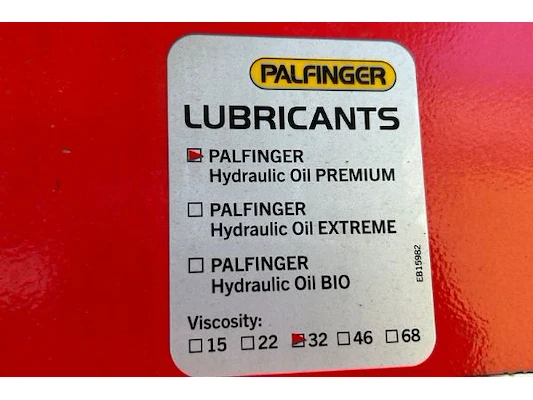 PALFINGER
LUBRICANTS
PALFINGER
Hydraulic Oil PREMIUM
PALFINGER
Hydraulic Oil EXTREME
PALFINGER
Hydraulic Oil BIO
EB15982
Viscosity:
15 22 32 46 68